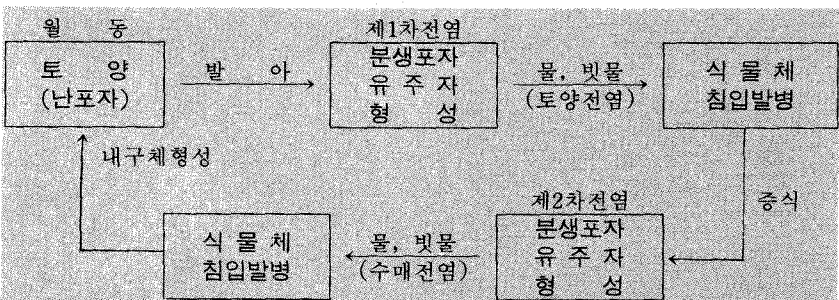 월 동
토 양
(난포자)
발 아
제1차전염
분생포자
유 주 자
형 성
물, 빗물
(토양전염)
식 물 체
침입발병
증식
제2차전염
분생포자
유 주 자
형 성
물, 빗물
(수매전염)
식 물 체
침입발병
내구체형성